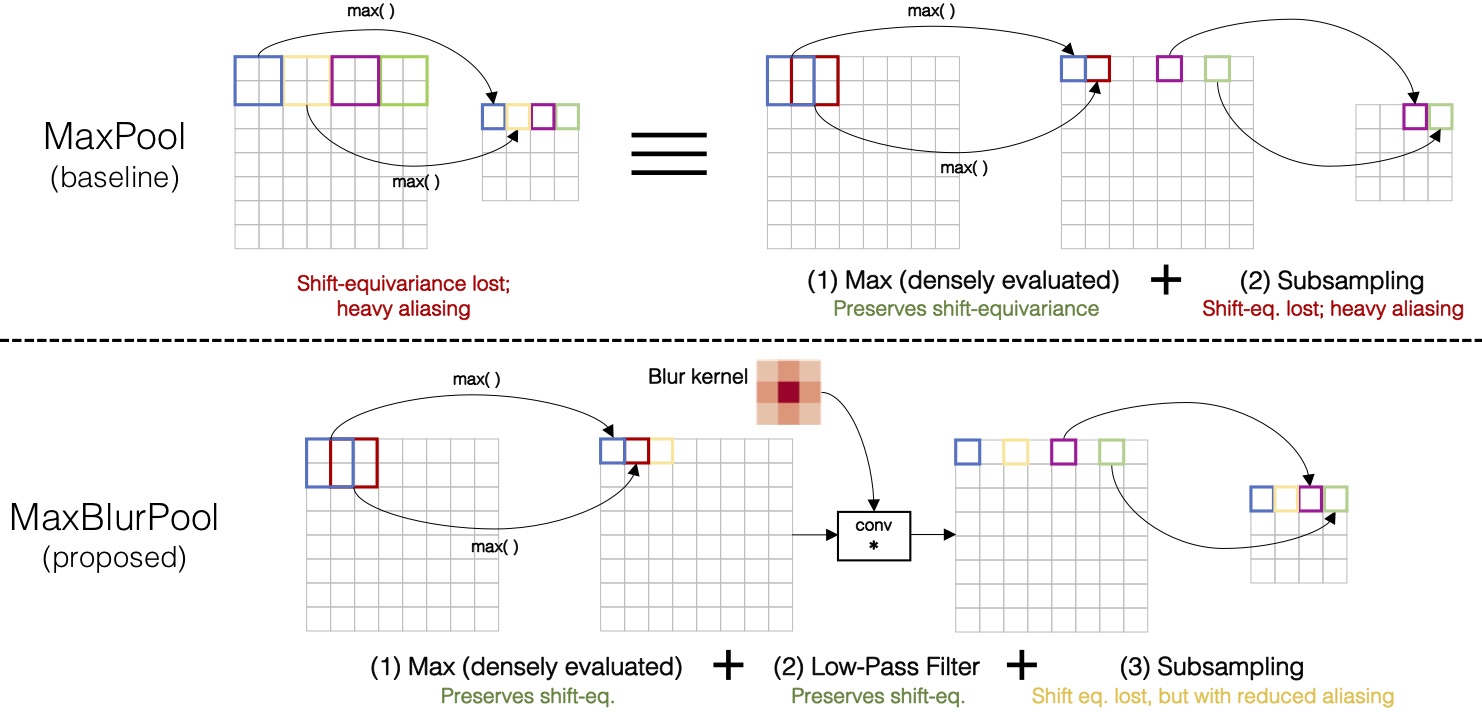 max( )
max( )
MaxPool
(baseline)
max( )
max( )
Shift-equivariance lost;
heavy aliasing
(1) Max (densely evaluated) + (2) Subsampling
Preserves shift-equivariance
Shift-eq. lost; heavy aliasing
max( )
Blur kernel
MaxBlurPool
(proposed)
conv
*
max( )
(1) Max (densely evaluated) + (2) Low-Pass Filter + (3) Subsampling
Preserves shift-eq.
Preserves shift-eq.
Shift eq. lost, but with reduced aliasing